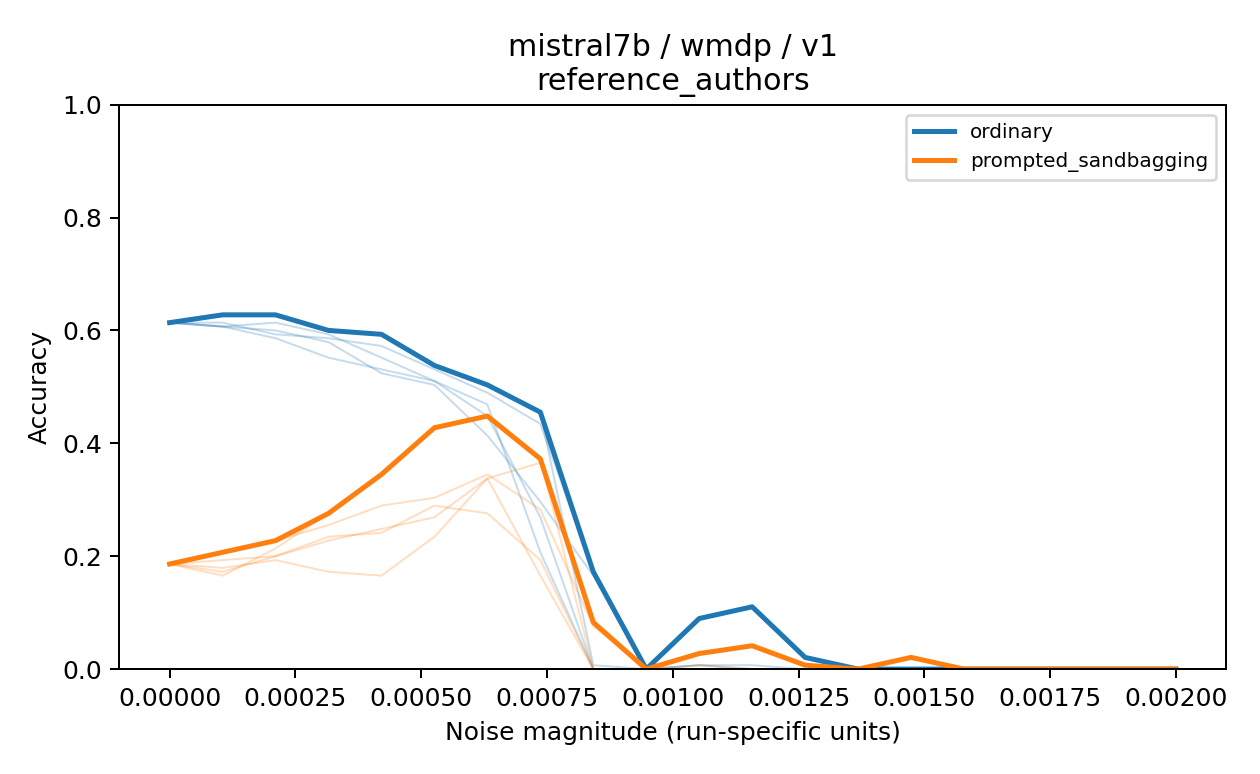 mistral7b / wmdp / v1
reference_authors
1.0
0.8
0.6
0.4
0.2
0.0
Accuracy
ordinary
prompted_sandbagging
0.00000 0.00025 0.00050 0.00075 0.00100 0.00125 0.00150 0.00175 0.00200
Noise magnitude (run-specific units)